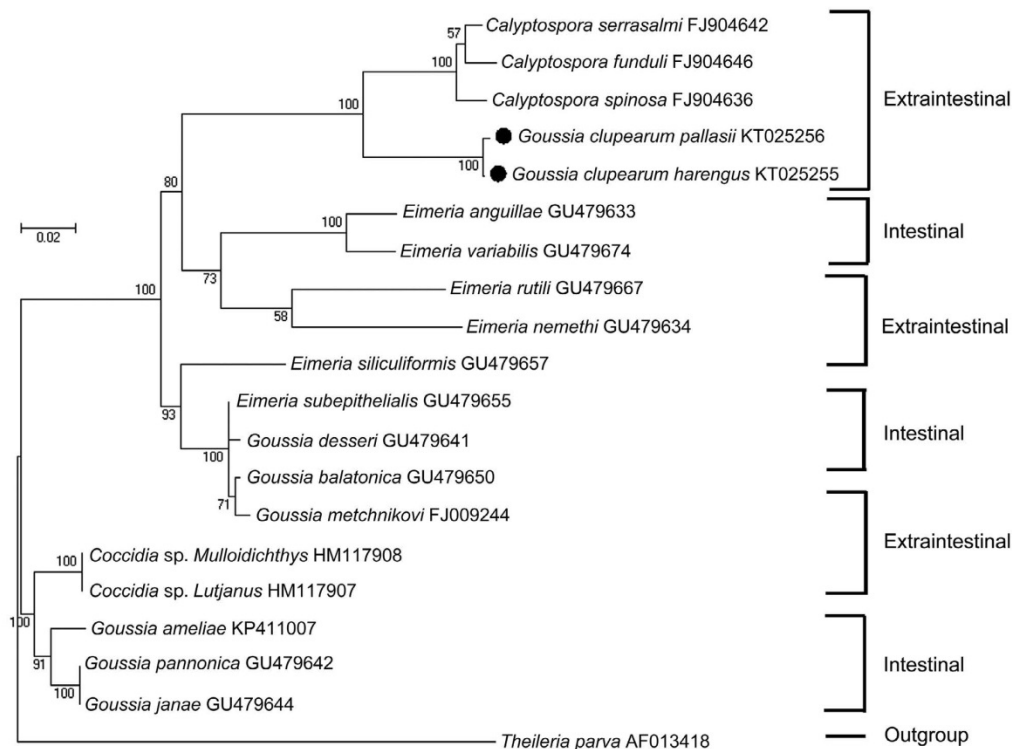 57
Calyptospora serrasalmi FJ904642
100
Calyptospora funduli FJ904646
100
Calyptospora spinosa FJ904636
Extraintestinal
Goussia clupearum pallasii KT025256
100
Goussia clupearum harengus KT025255
80
0.02
Eimeria anguillae GU479633
100
Intestinal
Eimeria variabilis GU479674
73
100
Eimeria rutili GU479667
58
Eimeria nemethi GU479634
Extraintestinal
Eimeria siliculiformis GU479657
93
Eimeria subepithelialis GU479655
Goussia desseri GU479641
Intestinal
100
Goussia balatonica GU479650
71
Goussia metchnikovi FJ009244
Extraintestinal
100
Coccidia sp. Mulloidichthys HM117908
Coccidia sp. Lutjanus HM117907
100
Goussia ameliae KP411007
91
Goussia pannonica GU479642
Intestinal
100
Goussia janae GU479644
Theileria parva AF013418
Outgroup